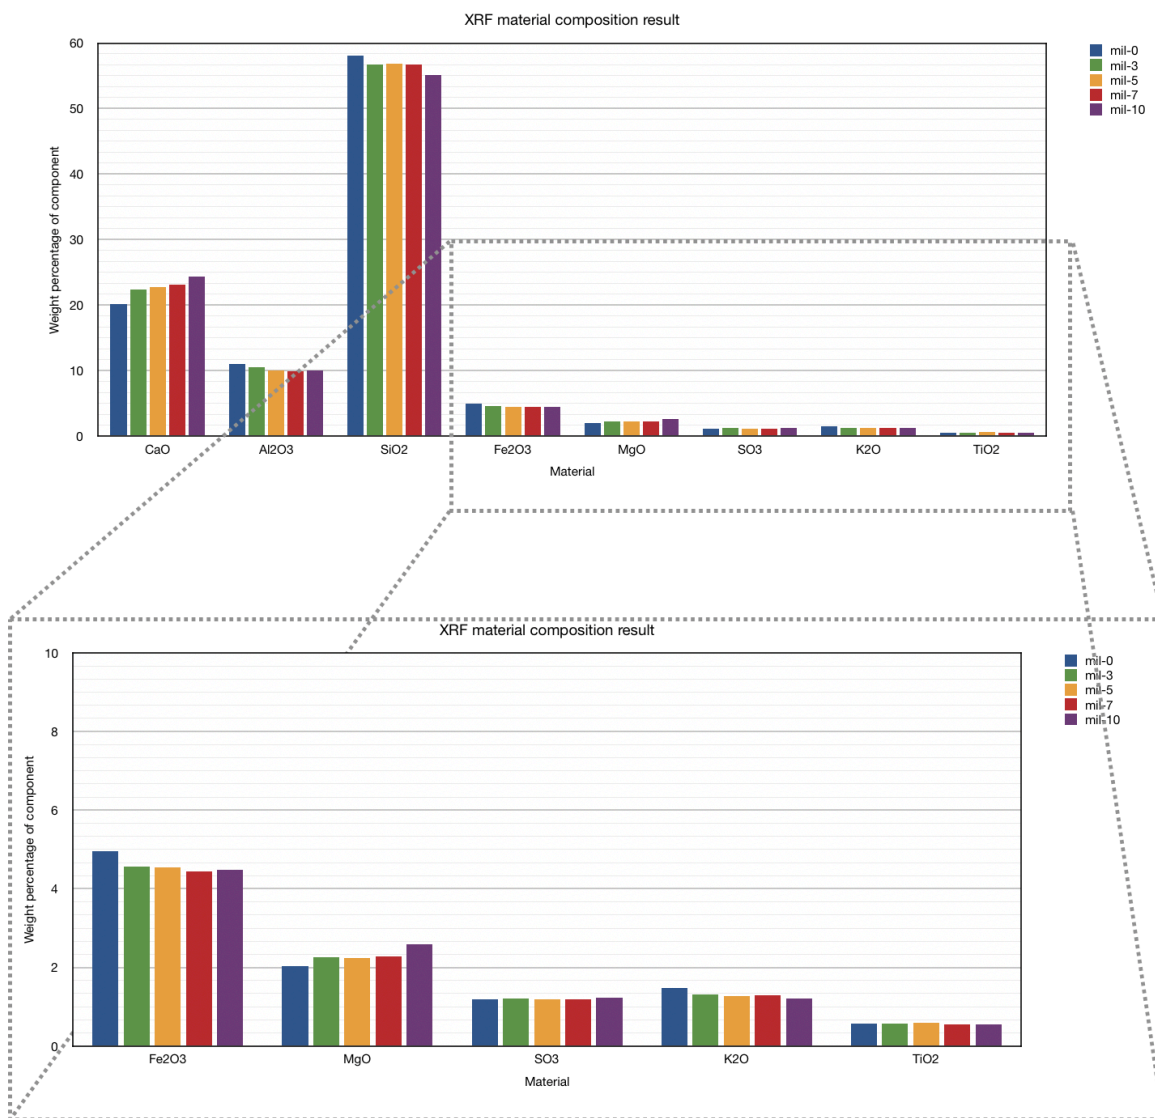 XRF material composition result
60
50
40
30
20
10
0
Weight percentage of component
CaO
Al2O3
SiO2
Fe2O3
MgO
SO3
K2O
TiO2
Material
mil-0
mil-3
mil-5
mil-7
mil-10
XRF material composition result
10
8
6
4
2
0
Weight percentage of component
Fe2O3
MgO
SO3
K2O
TiO2
Material
mil-0
mil-3
mil-5
mil-7
mil-10